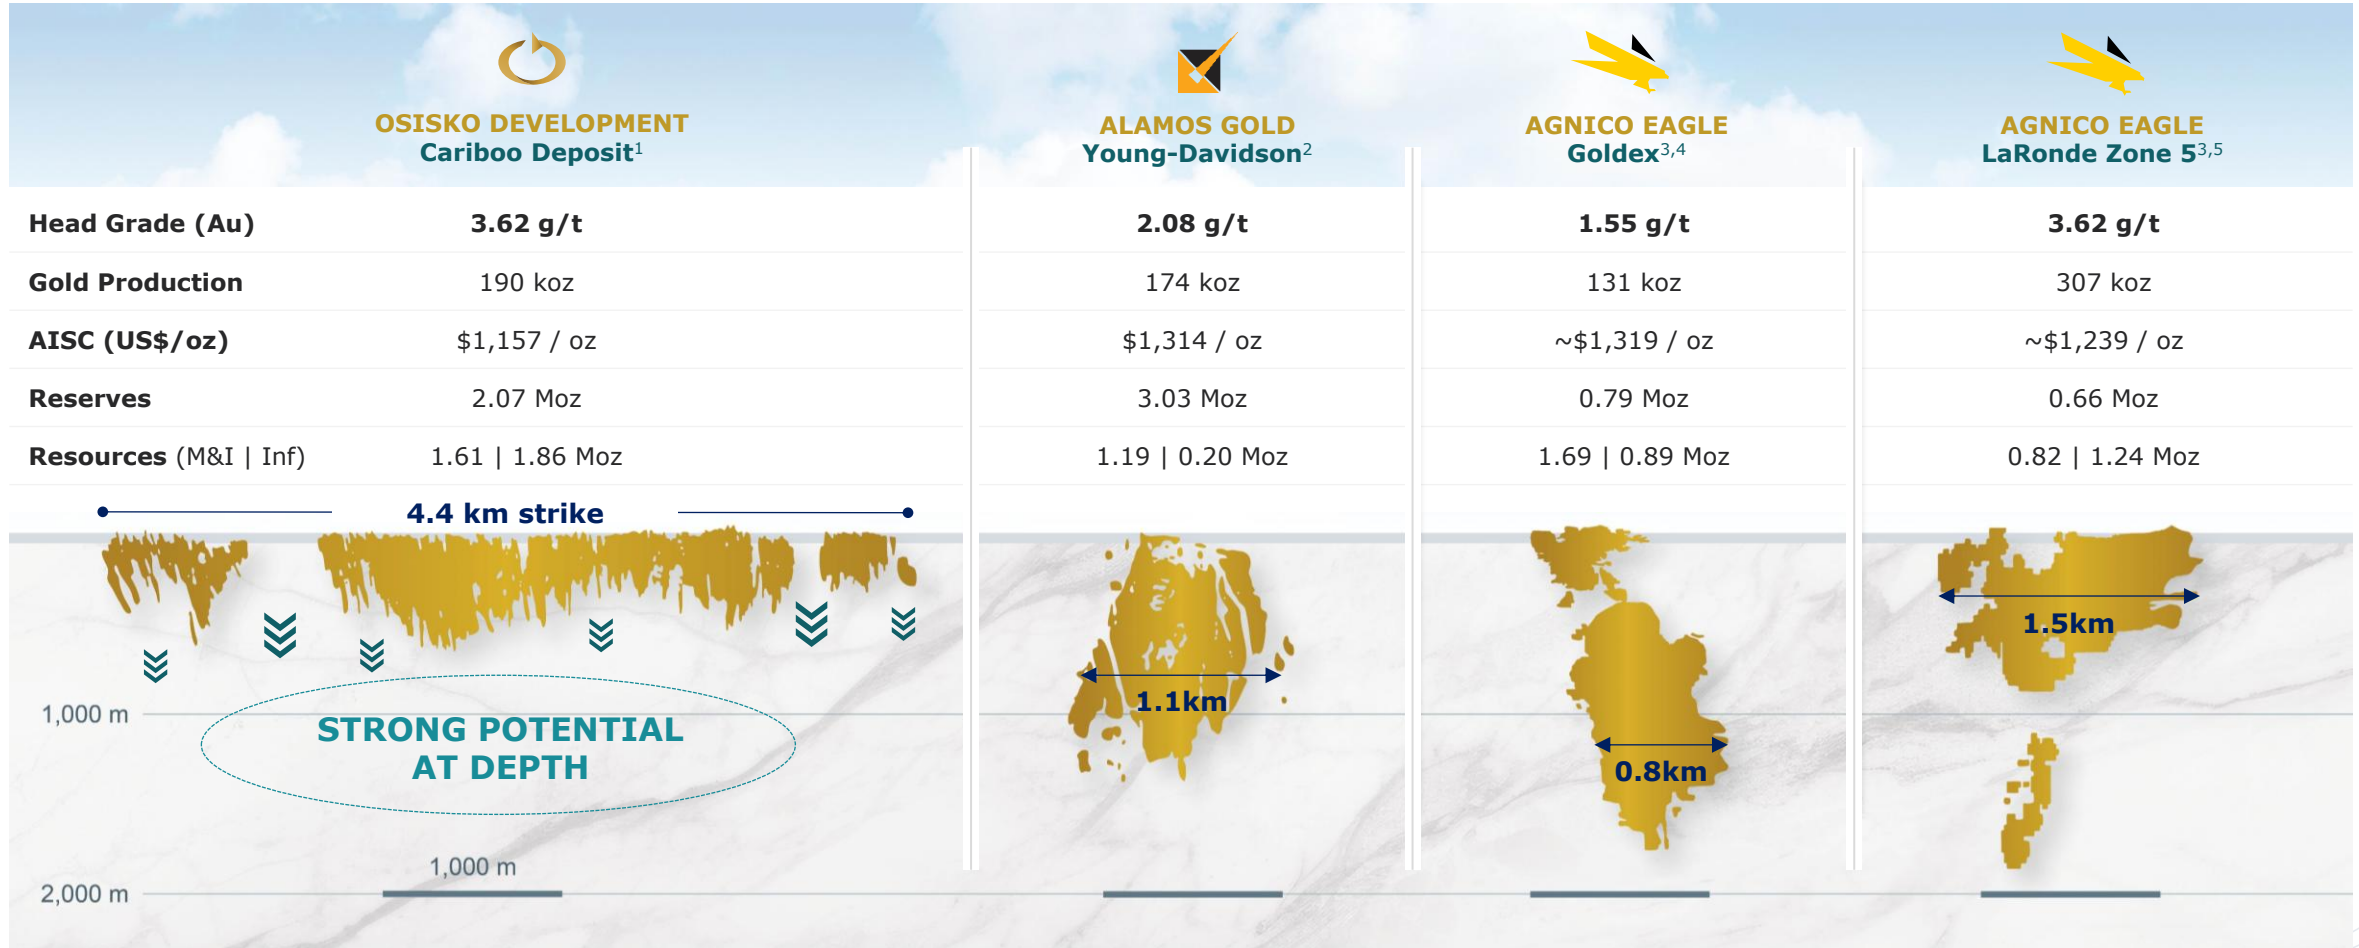 OSISKO DEVELOPMENT
Cariboo Deposit1
ALAMOS GOLD
Young-Davidson2
AGNICO EAGLE
Goldex3,4
AGNICO EAGLE
LaRonde Zone 53,5
Head Grade (Au) 3.62 g/t 2.08 g/t 1.55 g/t 3.62 g/t
Gold Production 190 koz 174 koz 131 koz 307 koz
AISC (US$/oz) $1,157 / oz $1,314 / oz ~$1,319 / oz ~$1,239 / oz
Reserves 2.07 Moz 3.03 Moz 0.79 Moz 0.66 Moz
Resources (M&I | Inf) 1.61 | 1.86 Moz 1.19 | 0.20 Moz 1.69 | 0.89 Moz 0.82 | 1.24 Moz
4.4 km strike
1.5km
1.1km
1,000 m
STRONG POTENTIAL
AT DEPTH
0.8km
1,000 m
2,000 m